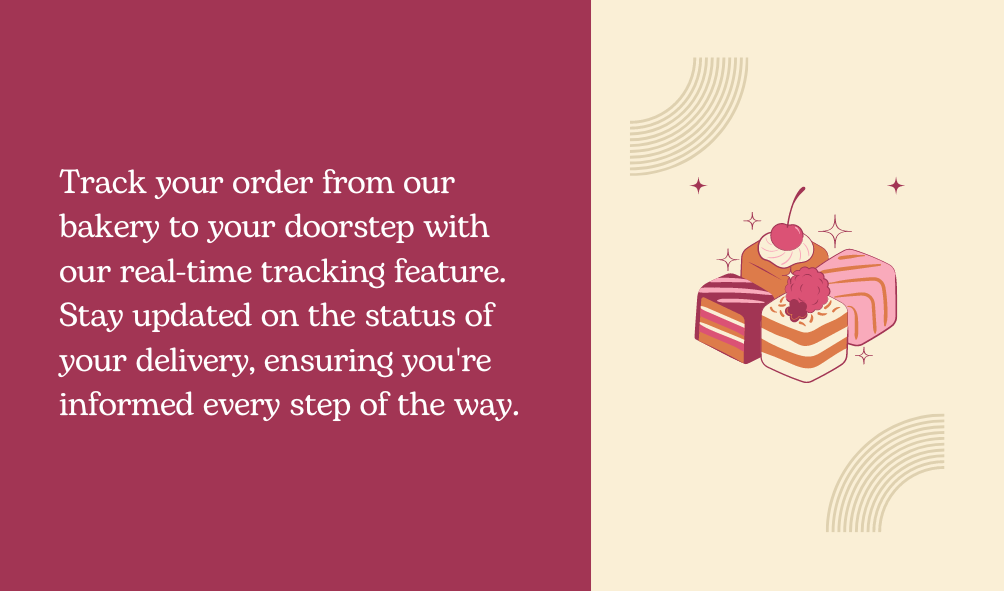 Track your order from our
bakery to your doorstep with
our real-time tracking feature.
Stay updated on the status of
your delivery, ensuring you're
informed every step of the way.